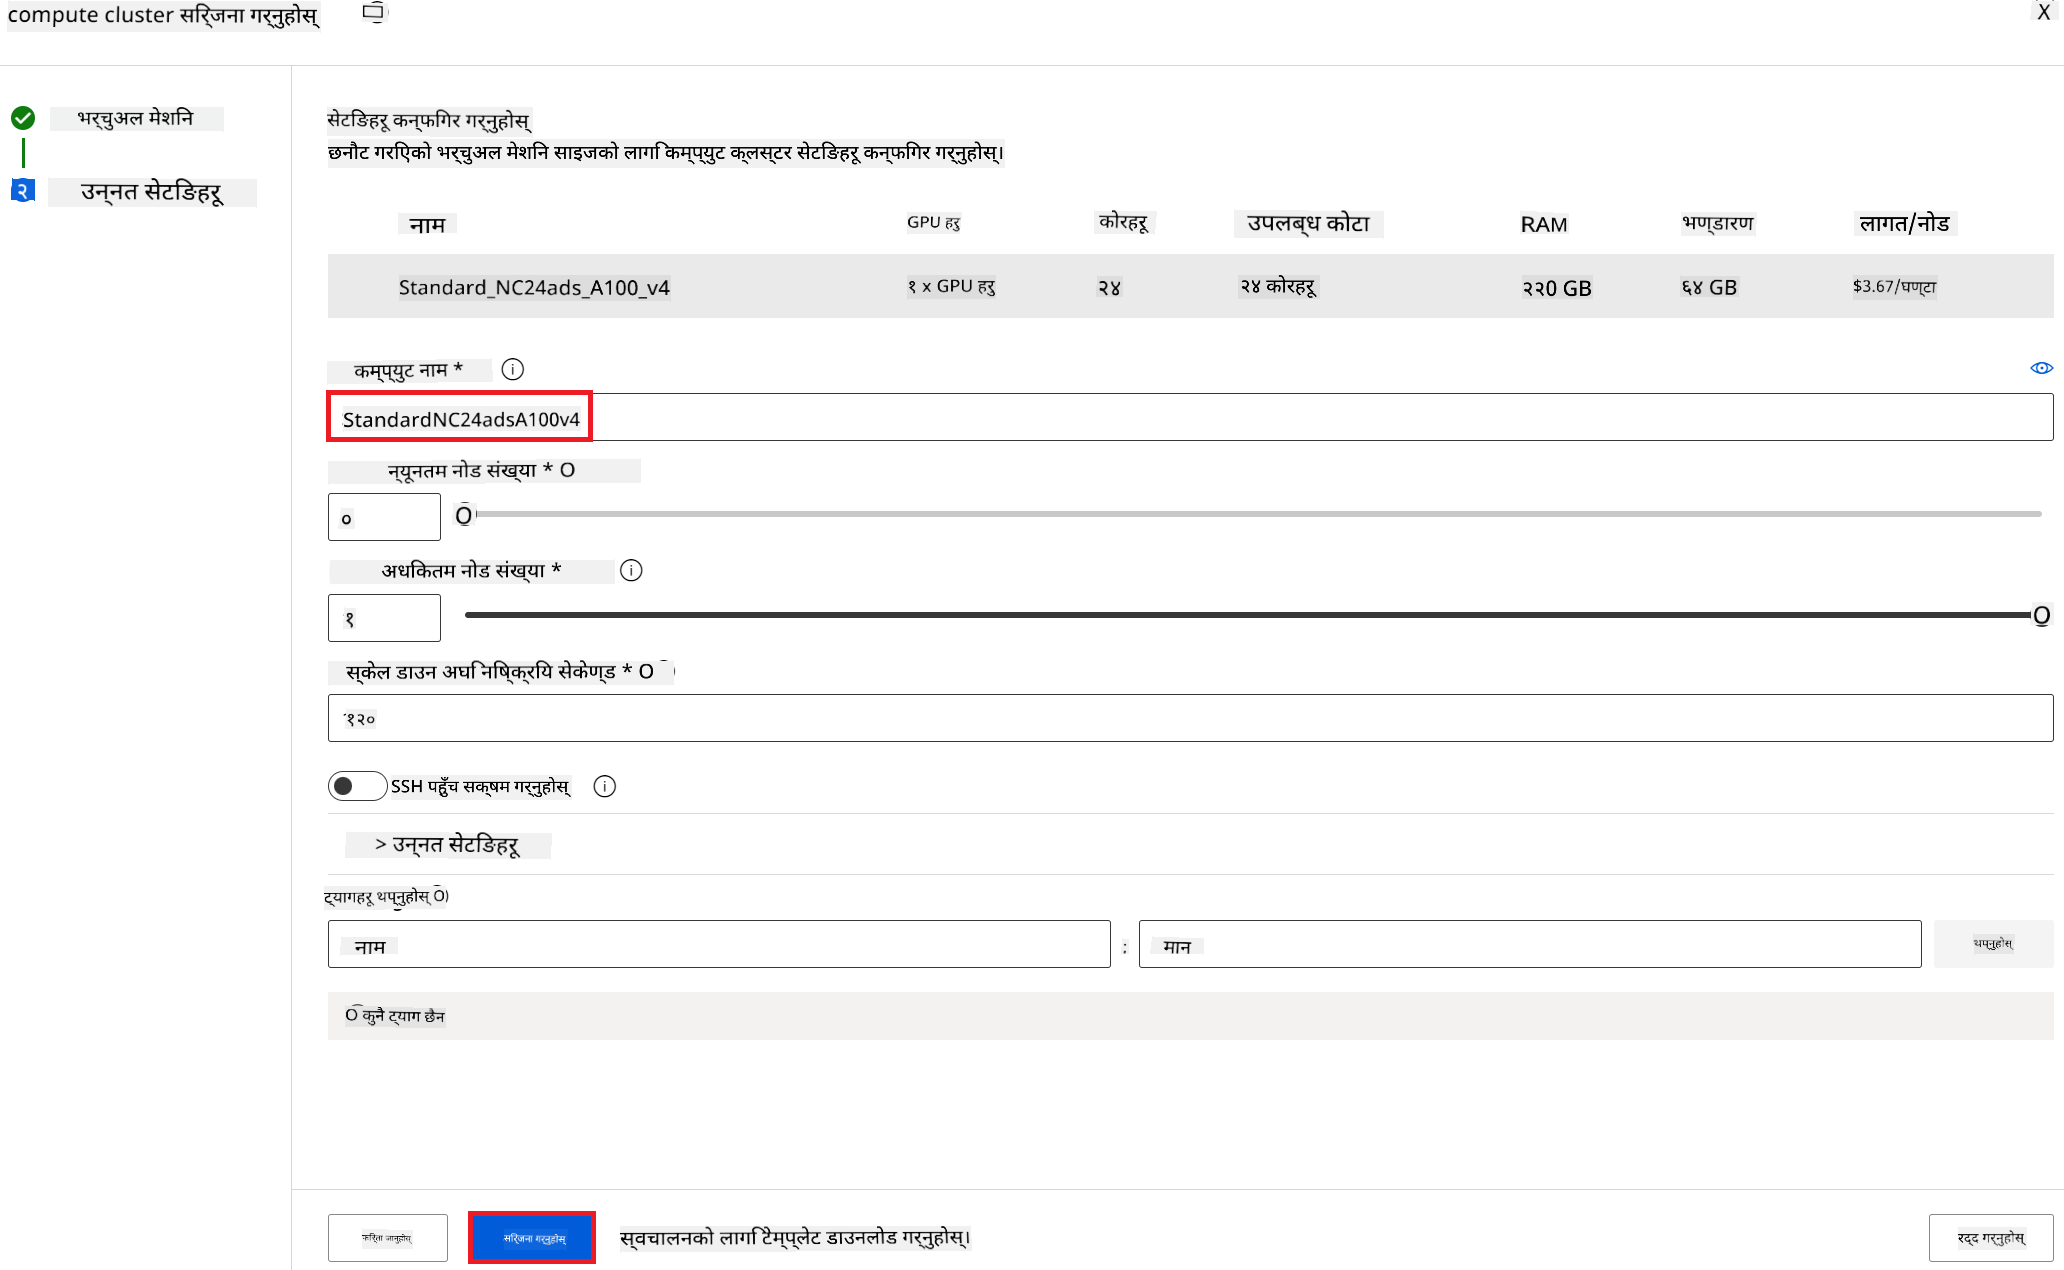 compute cluster सिर्जना गर्नुहोस्
X
भर्चुअल मेशिन
२
उन्नत सेटिङहरू
सेटिङहरू कन्फिगर गर्नुहोस्
छनौट गरिएको भर्चुअल मेशिन साइजको लागि कम्प्युट क्लस्टर सेटिङहरू कन्फिगर गर्नुहोस्।
नाम GPU हरु कोरहरू उपलब्ध कोटा RAM भण्डारण लागत/नोड
Standard_NC24ads_A100_v4 १ x GPU हरु २४ २४ कोरहरू २२0 GB ६४ GB $3.67/घण्टा
कम्प्युट नाम *
StandardNC24adsA100v4
न्यूनतम नोड संख्या * O
०
अधिकतम नोड संख्या *
१
स्केल डाउन अघि निष्क्रिय सेकेण्ड * O
१२०
SSH पहुँच सक्षम गर्नुहोस्
> उन्नत सेटिङहरू
ट्यागहरू थप्नुहोस् O
नाम : मान थप्नुहोस्
O कुनै ट्याग छैन
फिर्ता जानुहोस् सिर्जना गर्नुहोस् स्वचालनको लागि टेम्प्लेट डाउनलोड गर्नुहोस्। रद्द गर्नुहोस्